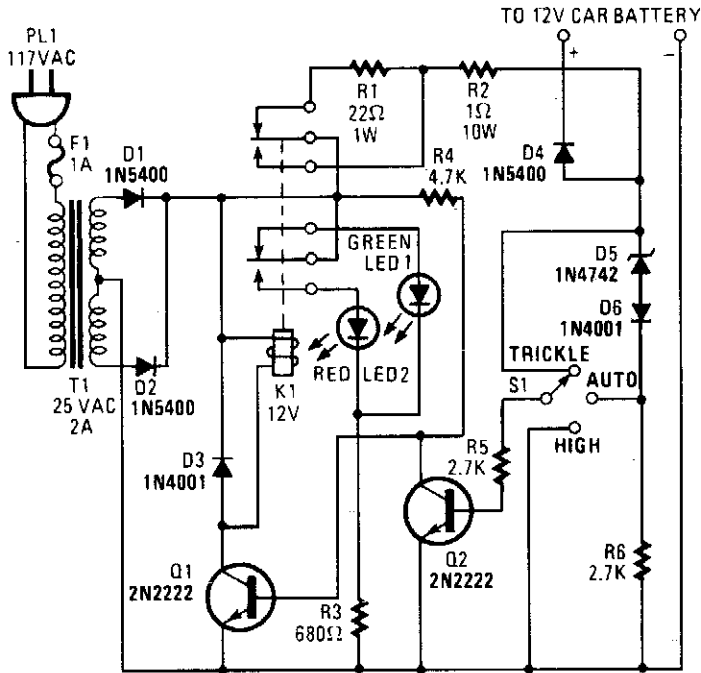 TO 12V CAR BATTERY
+
-
PL1
117VAC
F1
1A
D1
1N5400
R1
22Ω
1W
R2
1Ω
10W
R4
4.7K
D4
1N5400
GREEN
LED1
D5
1N4742
D6
1N4001
T1
25 VAC
2A
D2
1N5400
K1
12V
RED LED2
TRICKLE
S1
AUTO
HIGH
D3
1N4001
R5
2.7K
Q1
2N2222
Q2
2N2222
R3
680Ω
R6
2.7K